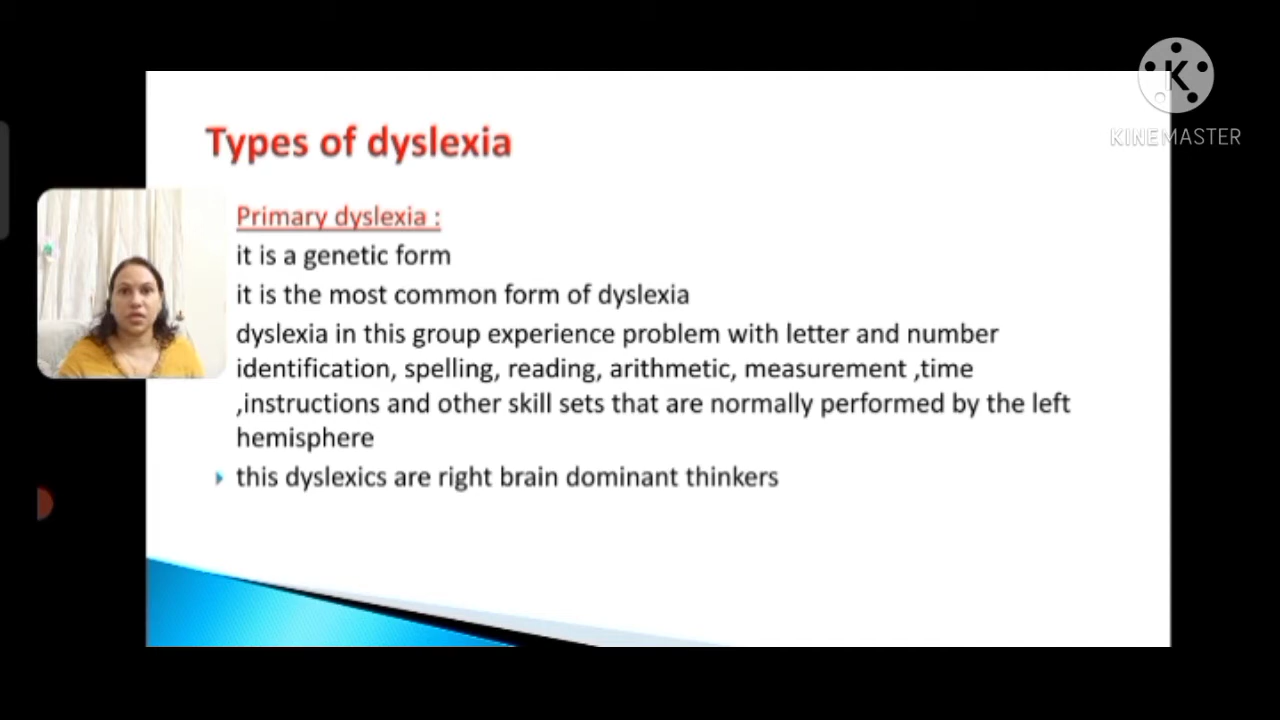 Types of dyslexia
Primary dyslexia :
it is a genetic form
it is the most common form of dyslexia
dyslexia in this group experience problem with letter and number
identification, spelling, reading, arithmetic, measurement ,time
,instructions and other skill sets that are normally performed by the left
hemisphere
this dyslexics are right brain dominant thinkers
K
KINEMASTER